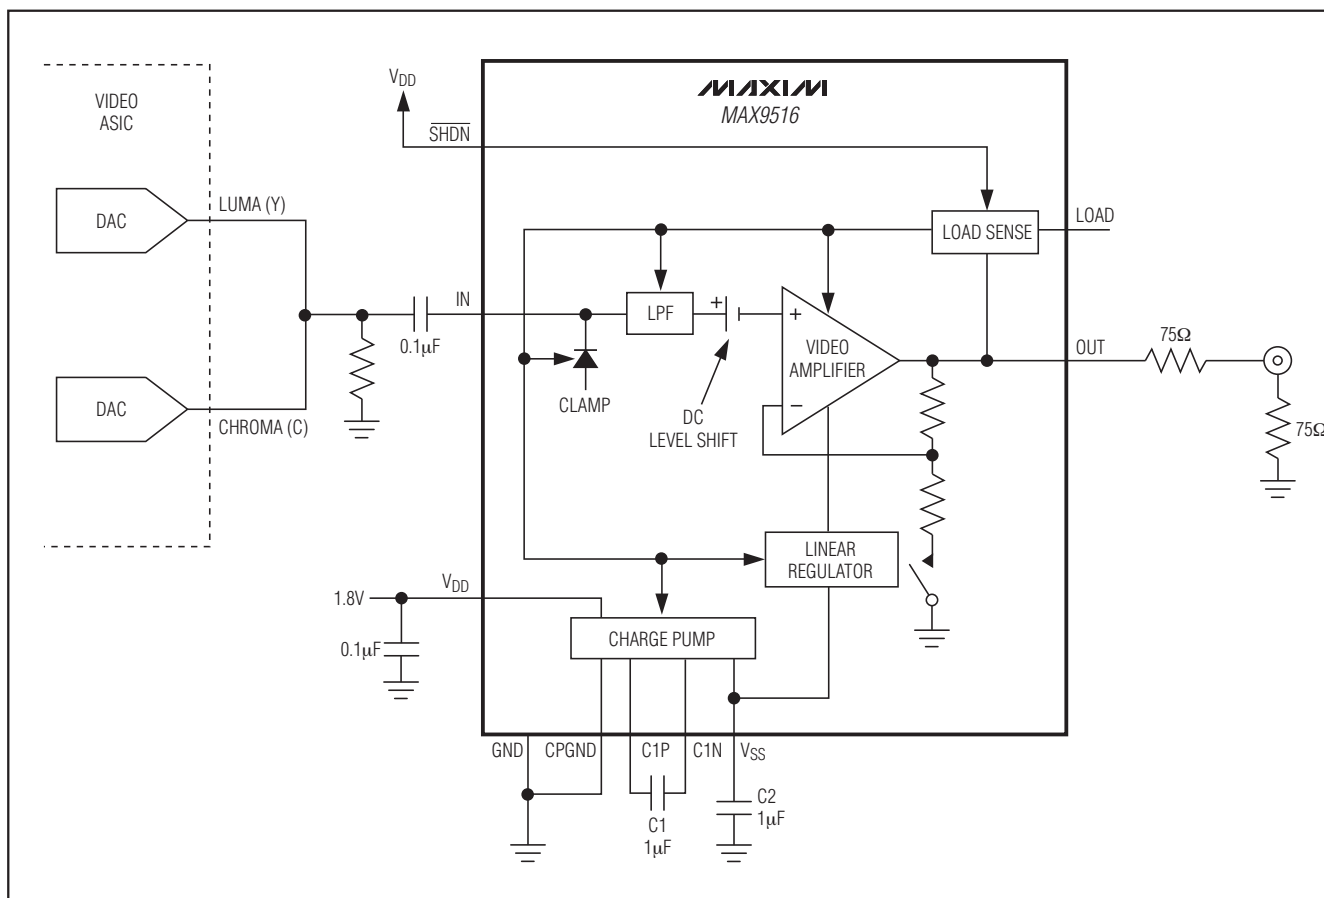 VIDEO
ASIC
DAC
LUMA (Y)
DAC
CHROMA (C)
0.1μF
IN
VDD
SHDN
MAXIM
MAX9516
LOAD SENSE
LOAD
LPF
+
+
VIDEO
AMPLIFIER
−
CLAMP
DC
LEVEL SHIFT
OUT
75Ω
75Ω
LINEAR
REGULATOR
1.8V
VDD
0.1μF
CHARGE PUMP
GND
CPGND
C1P
C1N
VSS
C1
1μF
C2
1μF